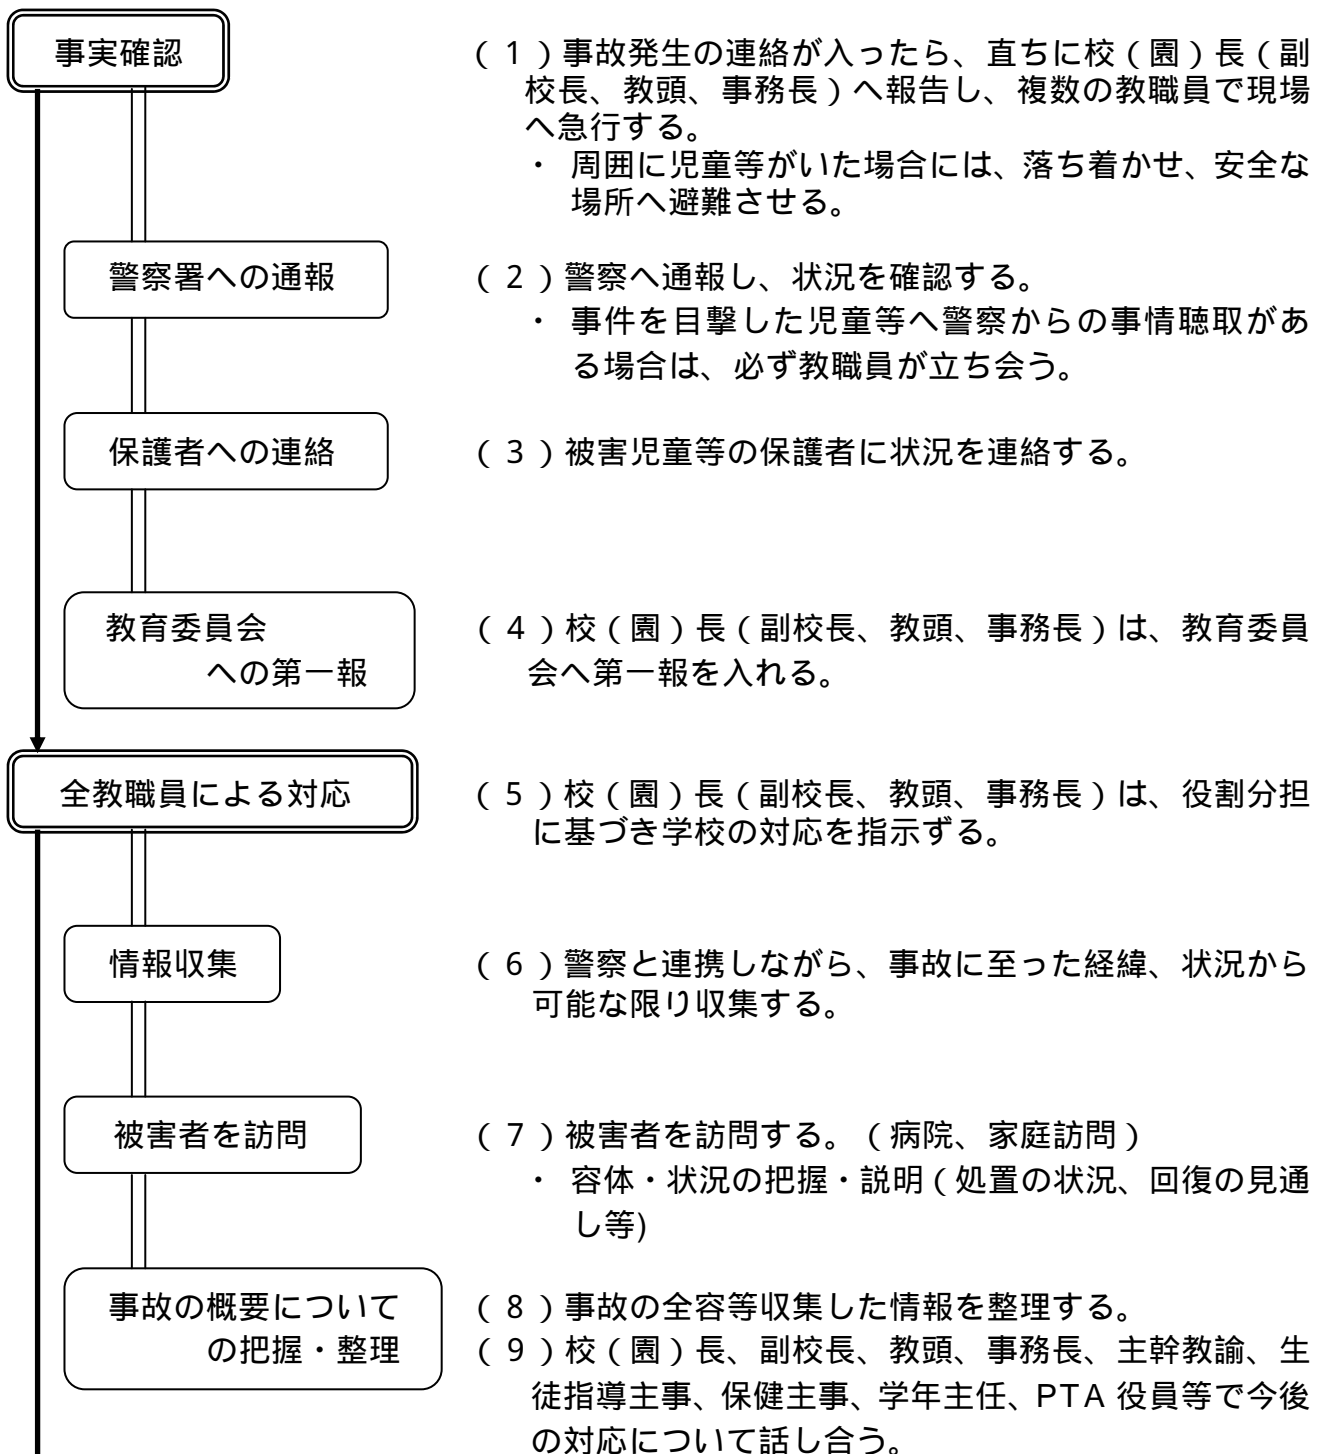 事実確認
(1)事故発生の連絡が入ったら、直ちに校(園)長(副
校長、教頭、事務長)へ報告し、複数の教職員で現場
へ急行する。
・ 周囲に児童等がいた場合には、落ち着かせ、安全な
場所へ避難させる。
警察署への通報
(2)警察へ通報し、状況を確認する。
・ 事件を目撃した児童等へ警察からの事情聴取があ
る場合は、必ず教職員が立ち会う。
保護者への連絡
(3)被害児童等の保護者に状況を連絡する。
教育委員会
への第一報
(4)校(園)長(副校長、教頭、事務長)は、教育委員
会へ第一報を入れる。
全教職員による対応
(5)校(園)長(副校長、教頭、事務長)は、役割分担
に基づき学校の対応を指示ずる。
情報収集
(6)警察と連携しながら、事故に至った経緯、状況から
可能な限り収集する。
被害者を訪問
(7)被害者を訪問する。(病院、家庭訪問)
・ 容体・状況の把握・説明(処置の状況、回復の見通
し等)
事故の概要について
の把握・整理
(8)事故の全容等収集した情報を整理する。
(9)校(園)長、副校長、教頭、事務長、主幹教諭、生
徒指導主事、保健主事、学年主任、PTA 役員等で今後
の対応について話し合う。